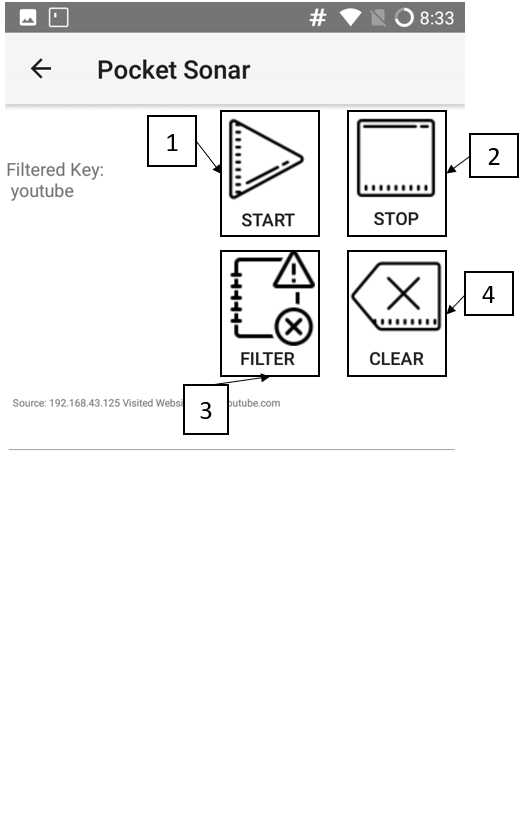 # 8:33
Pocket Sonar
1
2
Filtered Key:
youtube
START
STOP
4
FILTER
CLEAR
3
Source: 192.168.43.125 Visited Websi outube.com